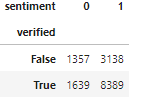 sentiment 0 1
verified
False 1357 3138
True 1639 8389